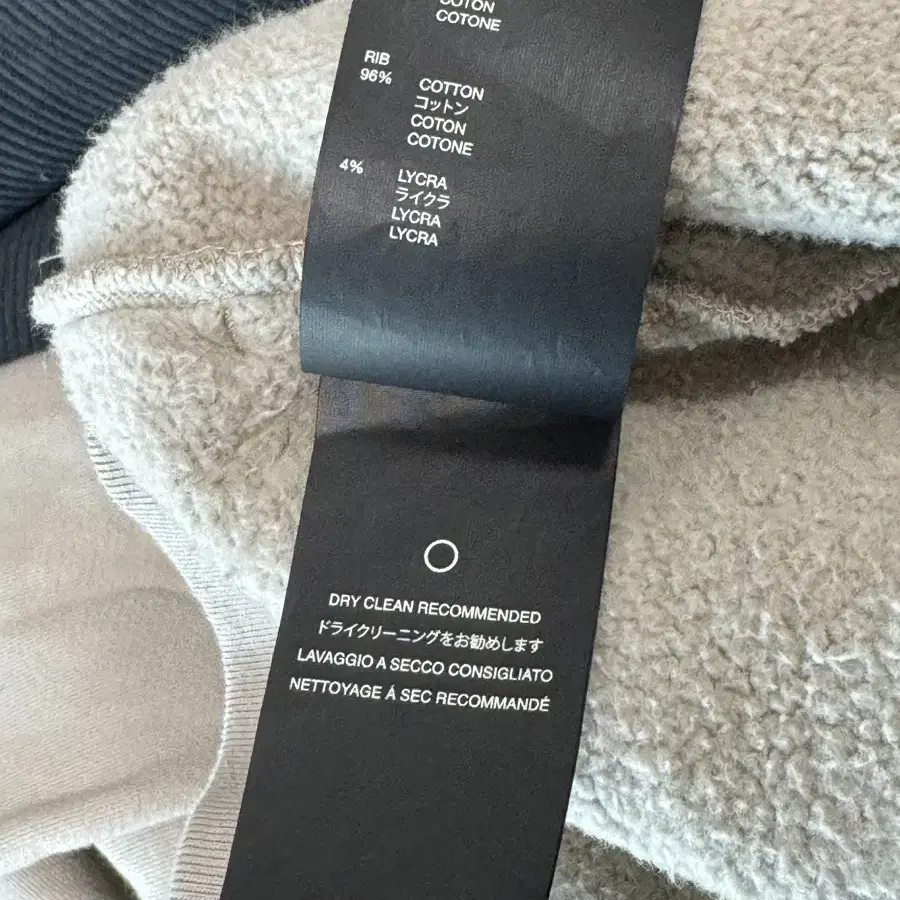 COTON
COTONE
RIB
96%
COTTON
コットン
COTON
COTONE
4%
LYCRA
ライクラ
LYCRA
LYCRA
DRY CLEAN RECOMMENDED
ドライクリーニングをお勧めします
LAVAGGIO A SECCO CONSIGLIATO
NETTOYAGE Á SEC RECOMMANDÉ